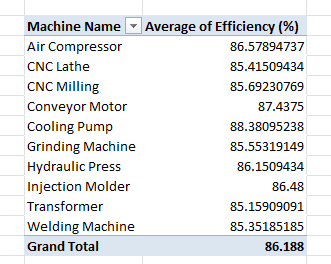 Machine Name Average of Efficiency (%)
Air Compressor 86.57894737
CNC Lathe 85.41509434
CNC Milling 85.69230769
Conveyor Motor 87.4375
Cooling Pump 88.38095238
Grinding Machine 85.55319149
Hydraulic Press 86.1509434
Injection Molder 86.48
Transformer 85.15909091
Welding Machine 85.35185185
Grand Total 86.188